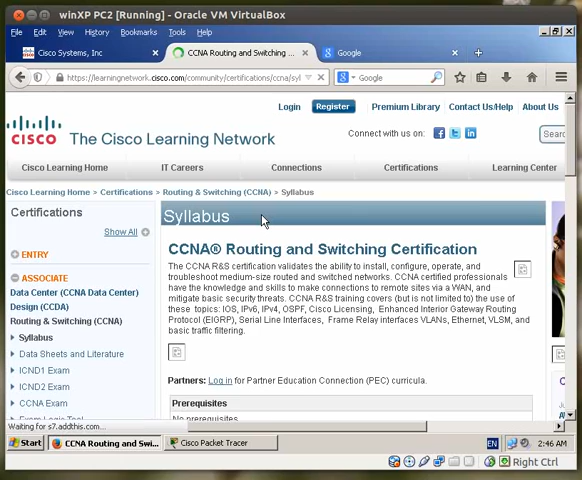 winXP PC2 [Running] - Oracle VM VirtualBox
File Edit View History Bookmarks Tools Help
Cisco Systems, Inc
CCNA Routing and Switching ...
Google
https://learningnetwork.cisco.com/community/certifications/ccna/syl
Google
Login Register Premium Library Contact Us/Help About Us
CISCO The Cisco Learning Network
Connect with us on:
Searc
Cisco Learning Home IT Careers Connections Certifications Learning Center
Cisco Learning Home > Certifications > Routing & Switching (CCNA) > Syllabus
Certifications
Show All
ENTRY
ASSOCIATE
Data Center (CCNA Data Center)
Design (CCDA)
Routing & Switching (CCNA)
Syllabus
Data Sheets and Literature
ICND1 Exam
ICND2 Exam
CCNA Exam
Syllabus
CCNA® Routing and Switching Certification
The CCNA R&S certification validates the ability to install, configure, operate, and
troubleshoot medium-size routed and switched networks. CCNA certified professionals
have the knowledge and skills to make connections to remote sites via a WAN, and
mitigate basic security threats. CCNA R&S training covers (but is not limited to) the use of
these topics: IOS, IPv6, IPv4, OSPF, Cisco Licensing, Enhanced Interior Gateway Routing
Protocol (EIGRP), Serial Line Interfaces, Frame Relay interfaces VLANs, Ethernet, VLSM, and
basic traffic filtering.
Partners: Log in for Partner Education Connection (PEC) curricula.
Prerequisites
No prerequisites
Waiting for s7.addthis.com...
Start
CCNA Routing and Swi...
Cisco Packet Tracer
EN
2:46 AM
Right Ctrl